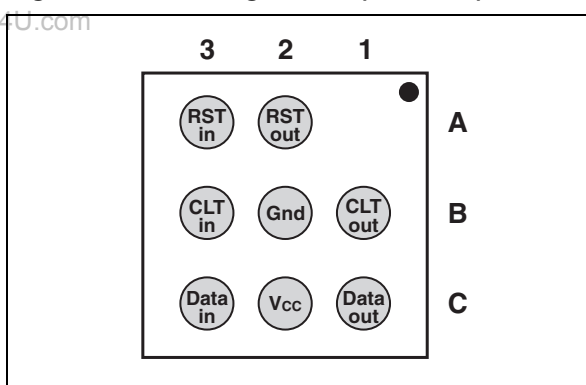 4U.com
3 2 1
RST in RST out A
CLT in Gnd CLT out B
Data in Vcc Data out C